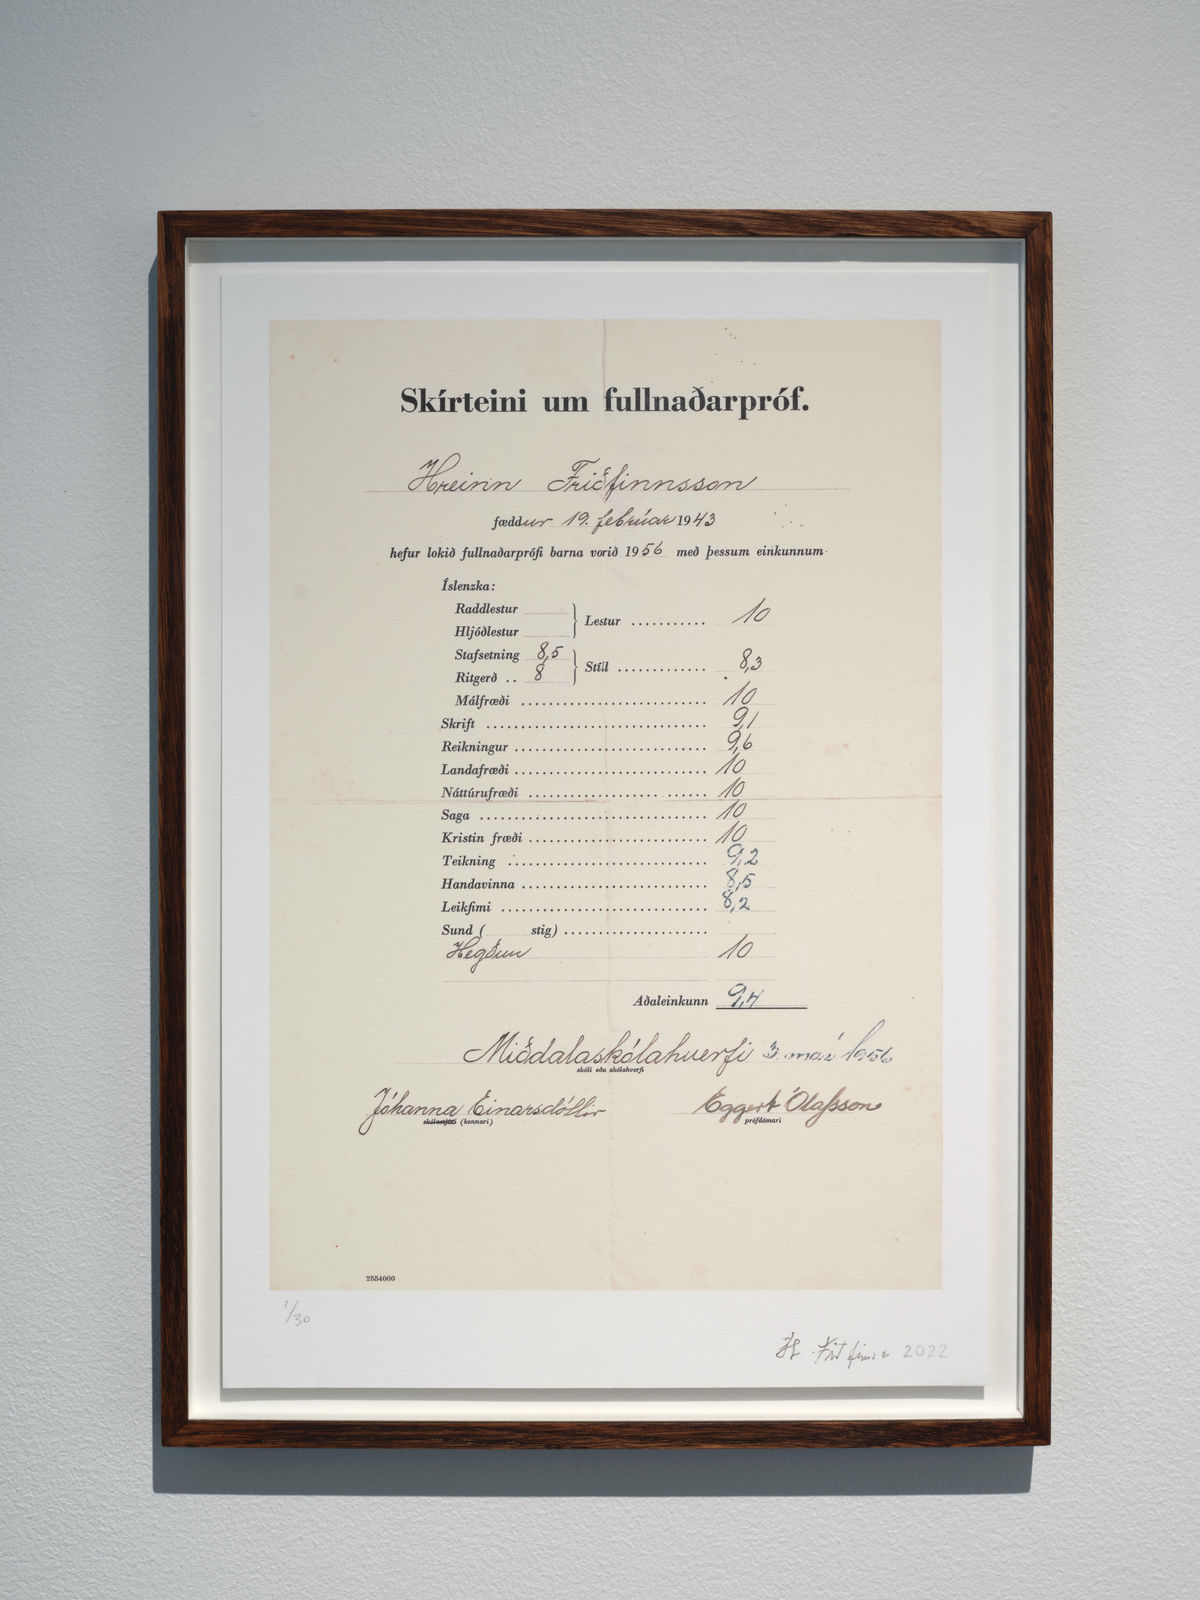 Skírteini um fullnaðarpróf.
Hreinn Friðfinnsson
fæddur 19. febrúar 1943
hefur lokið fullnaðarprófi barna vorið 1956 með þessum einkunnum
Íslenzka:
Raddlestur
Hljóðlestur
Lestur ........... 10
Stafsetning 8,5
Ritgerð .. 8
Stíll ............ 8,3
Málfræði ........................ 10
Skrift ............................ 9,1
Reikningur ......................... 9,6
Landafræði ......................... 10
Náttúrufræði ....................... 10
Saga ............................. 10
Kristin fræði ....................... 10
Teikning .......................... 9,2
Handavinna ........................ 8,5
Leikfimi ........................... 8,2
Sund ( stig) ...................
Hegðun 10
Aðaleinkunn 9,4
Miðdalaskólahverfi 3. maí 1956
skóli eða skólahverfi
Jóhanna Einarsdóttir Eggert Ólafsson
skólastjóri (kennari) prófdómari
2554000
1/30
2022